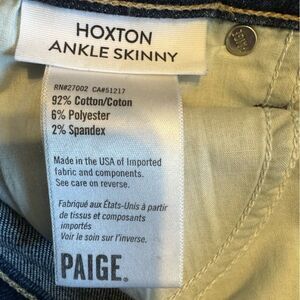 HOXTON
ANKLE SKINNY
RN#27002 CA#51217
92% Cotton/Coton
6% Polyester
2% Spandex
Made in the USA of Imported
fabric and components.
See care on reverse.
Fabriqué aux États-Unis à partir
de tissus et composants
importés
Voir le soin sur l'inverse.
PAIGE.